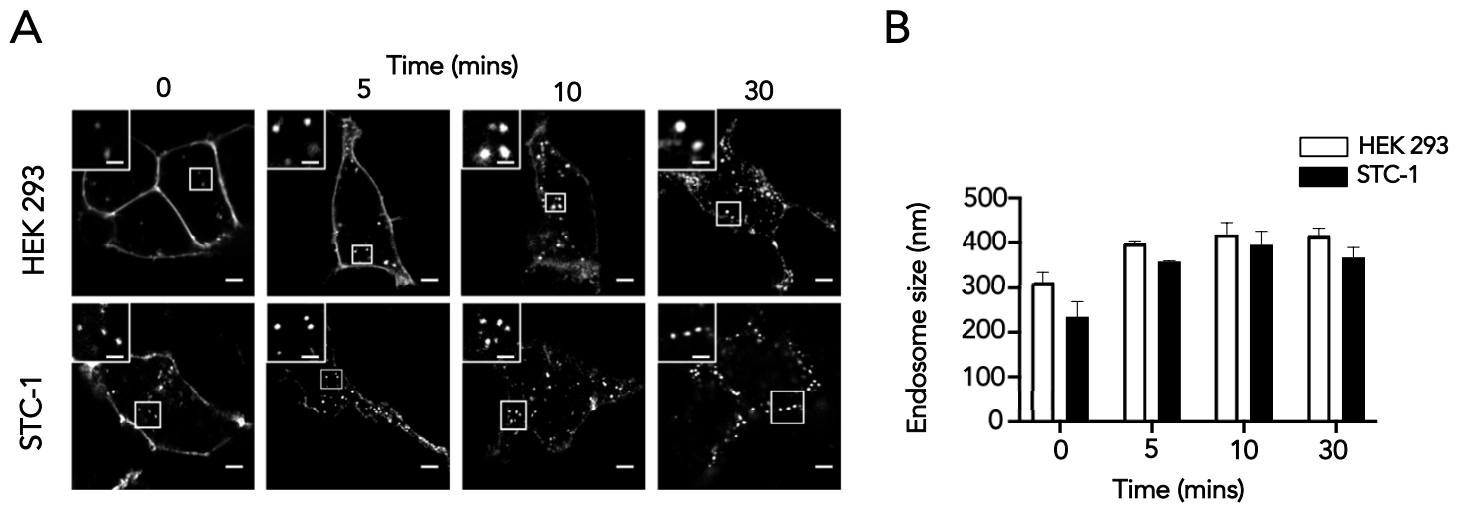 A
Time (mins)
0 5 10 30
HEK 293
STC-1
B
HEK 293
STC-1
Endosome size (nm)
500
400
300
200
100
0
0 5 10 30
Time (mins)